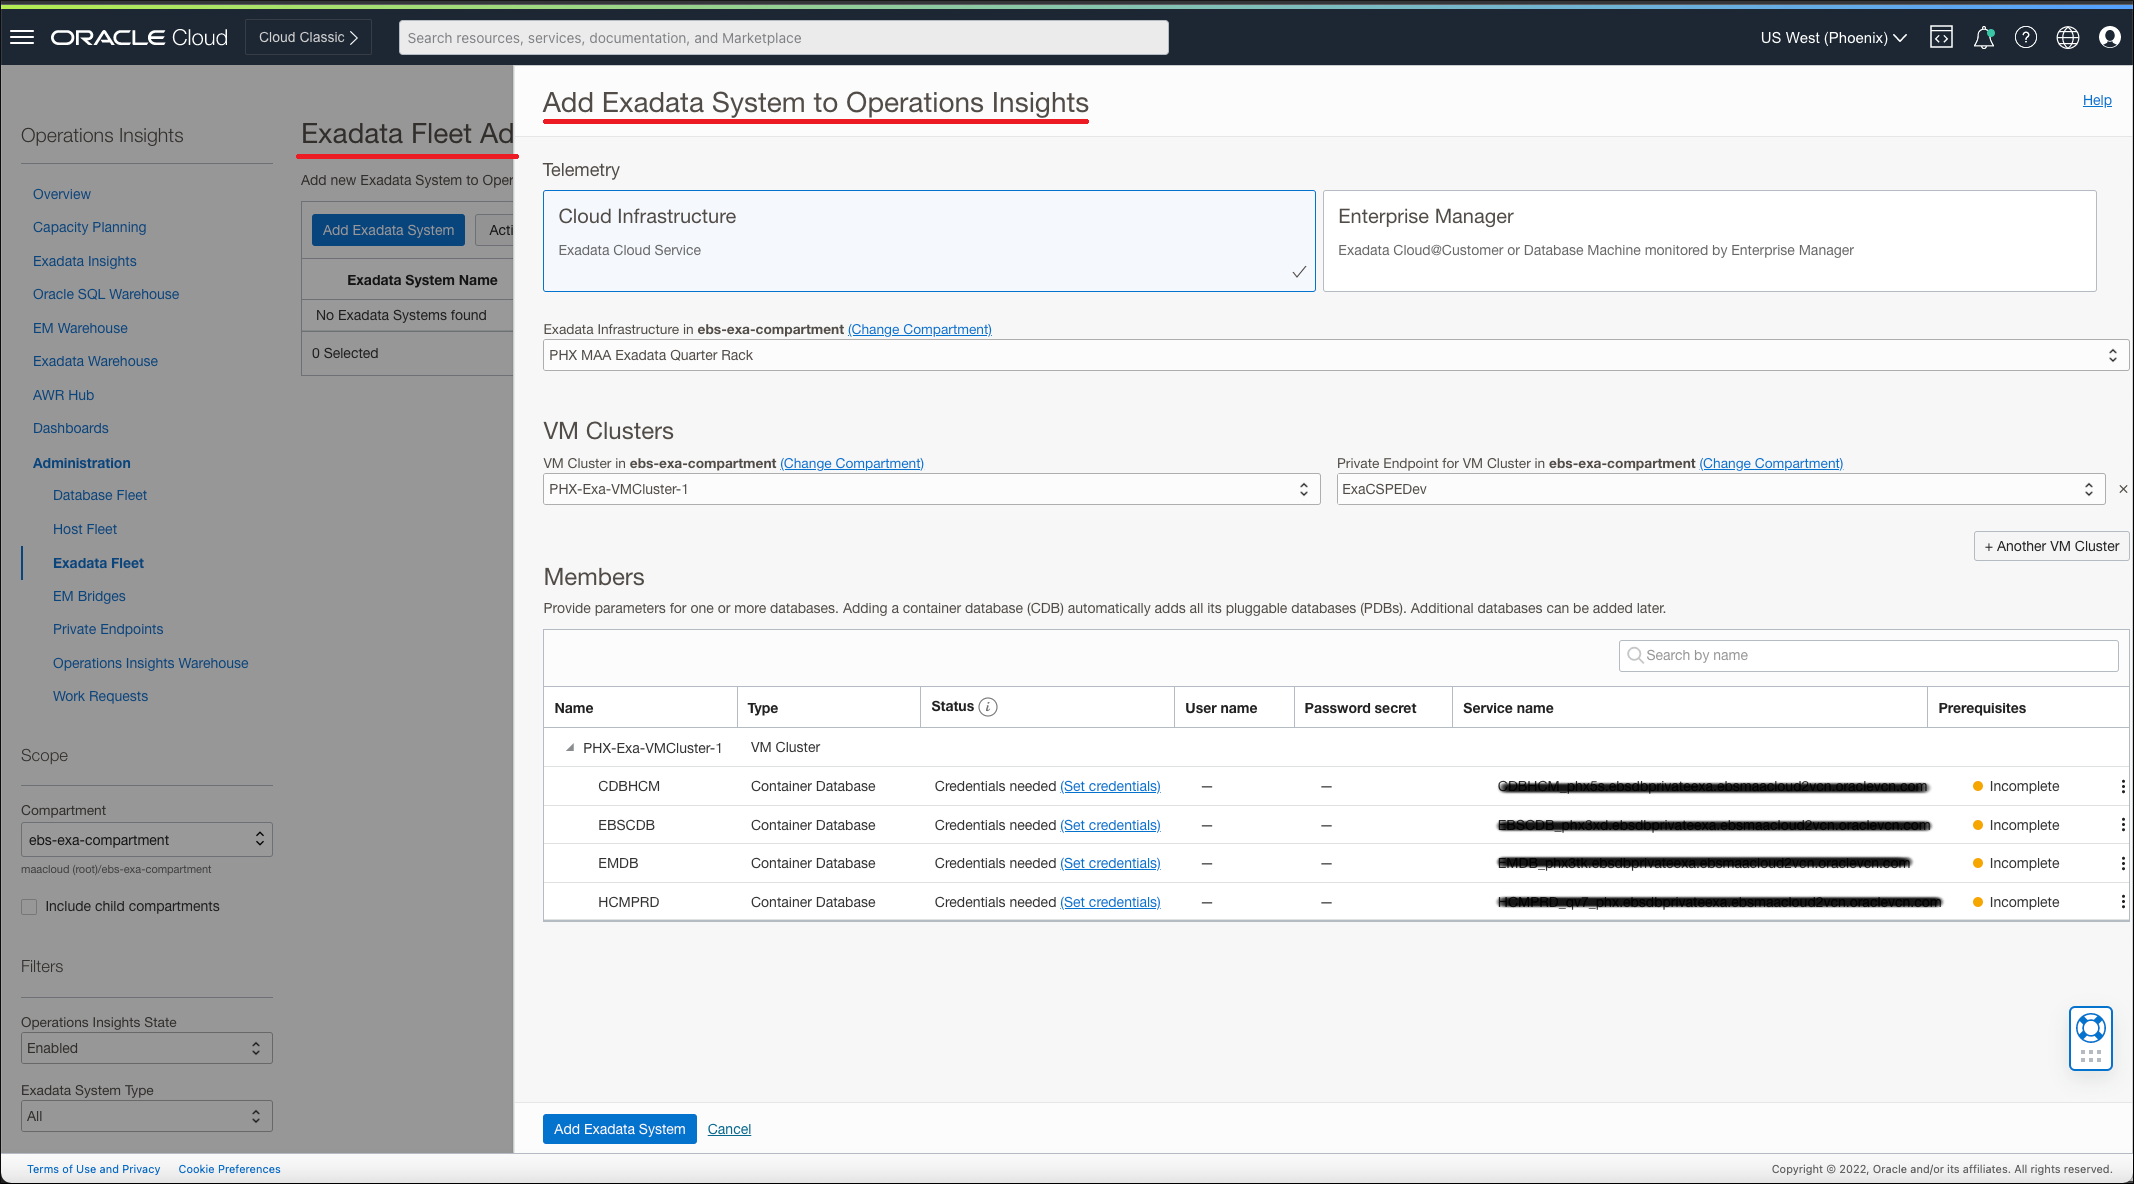 ORACLE Cloud
Cloud Classic
Search resources, services, documentation, and Marketplace
US West (Phoenix)
Operations Insights
Overview
Capacity Planning
Exadata Insights
Oracle SQL Warehouse
EM Warehouse
Exadata Warehouse
AWR Hub
Dashboards
Administration
Database Fleet
Host Fleet
Exadata Fleet
EM Bridges
Private Endpoints
Operations Insights Warehouse
Work Requests
Scope
Compartment
ebs-exa-compartment
maacloud (root)/ebs-exa-compartment
Include child compartments
Filters
Operations Insights State
Enabled
Exadata System Type
All
Exadata Fleet Ad
Add new Exadata System to Oper
Add Exadata System
Acti
Exadata System Name
No Exadata Systems found
0 Selected
Add Exadata System to Operations Insights
Help
Telemetry
Cloud Infrastructure
Exadata Cloud Service
Enterprise Manager
Exadata Cloud@Customer or Database Machine monitored by Enterprise Manager
Exadata Infrastructure in ebs-exa-compartment (Change Compartment)
PHX MAA Exadata Quarter Rack
VM Clusters
VM Cluster in ebs-exa-compartment (Change Compartment)
PHX-Exa-VMCluster-1
Private Endpoint for VM Cluster in ebs-exa-compartment (Change Compartment)
ExaCSPEDev
+ Another VM Cluster
Members
Provide parameters for one or more databases. Adding a container database (CDB) automatically adds all its pluggable databases (PDBs). Additional databases can be added later.
Search by name
Name Type Status User name Password secret Service name Prerequisites
PHX-Exa-VMCluster-1 VM Cluster
CDBHCM Container Database Credentials needed (Set credentials) — — Incomplete
EBSCDB Container Database Credentials needed (Set credentials) — — Incomplete
EMDB Container Database Credentials needed (Set credentials) — — Incomplete
HCMPRD Container Database Credentials needed (Set credentials) — — Incomplete
Add Exadata System
Cancel
Terms of Use and Privacy
Cookie Preferences
Copyright © 2022, Oracle and/or its affiliates. All rights reserved.